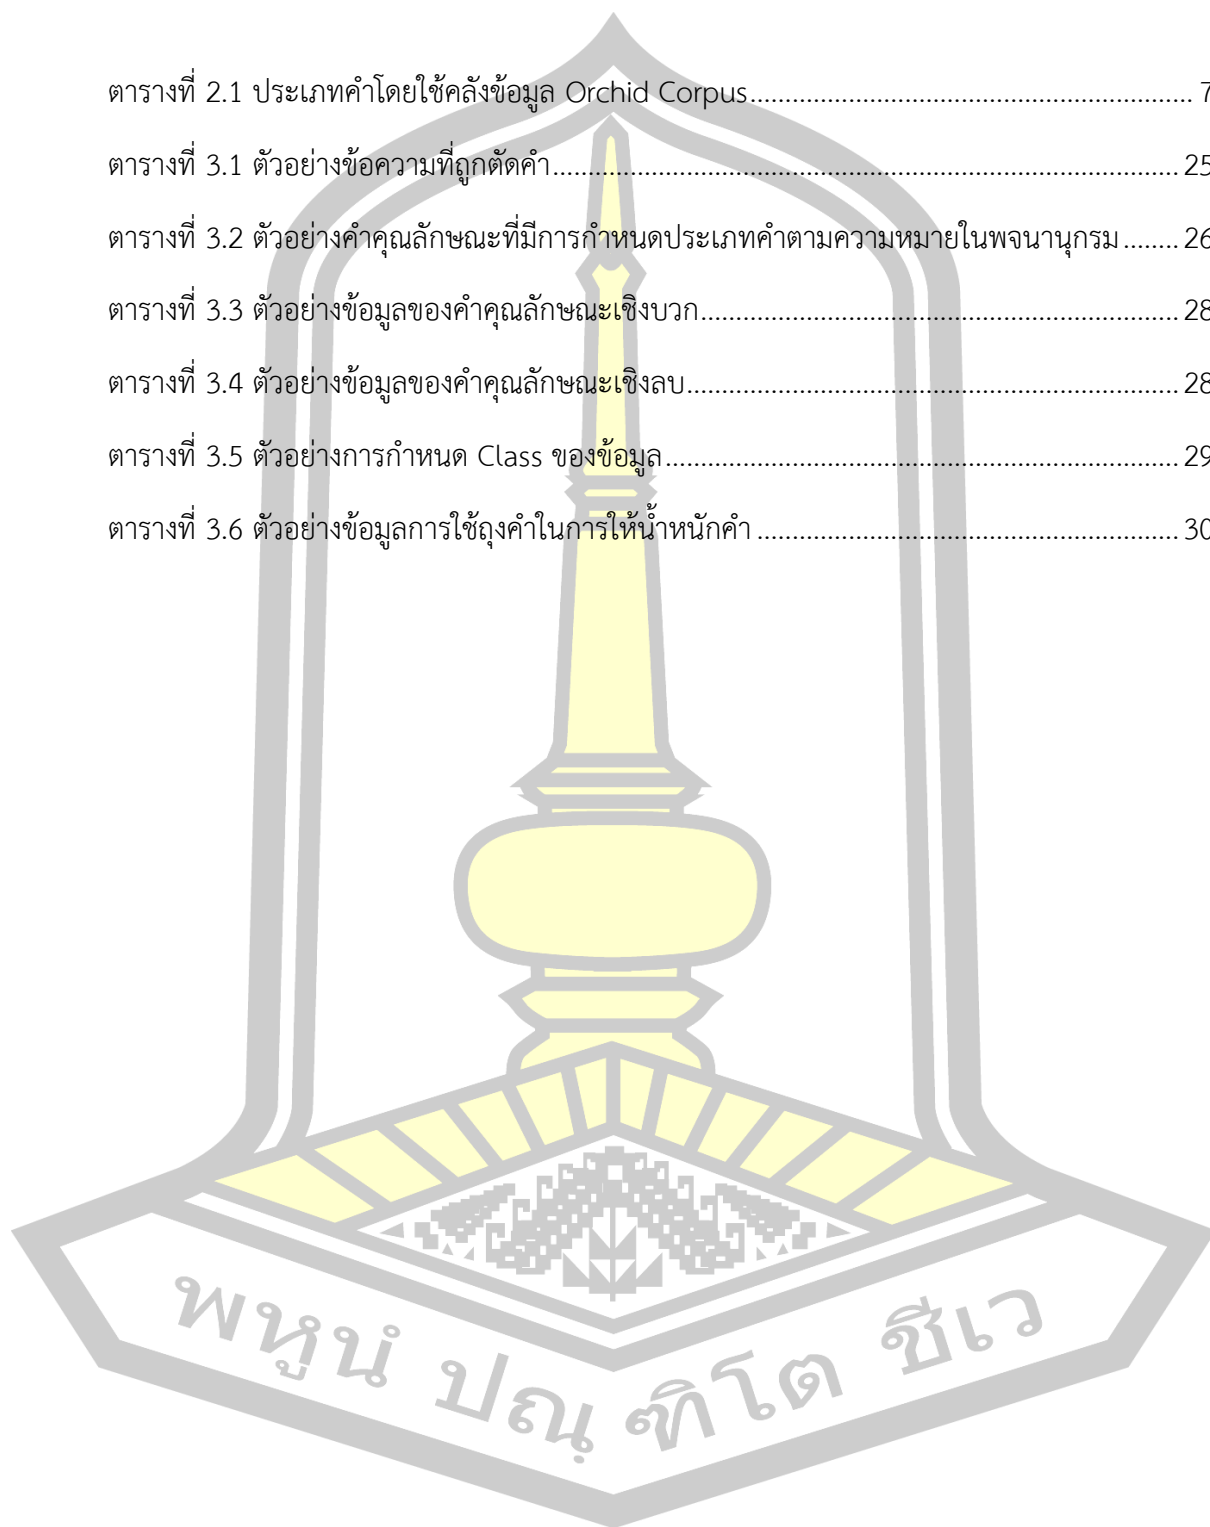 ตารางที่ 2.1 ประเภทคำโดยใช้คลังข้อมูล Orchid Corpus.................................................................. 7
ตารางที่ 3.1 ตัวอย่างข้อความที่ถูกตัดคำ............................................................................................. 25
ตารางที่ 3.2 ตัวอย่างคำคุณลักษณะที่มีการกำหนดประเภทคำตามความหมายในพจนานุกรม........ 26
ตารางที่ 3.3 ตัวอย่างข้อมูลของคำคุณลักษณะเชิงบวก....................................................................... 28
ตารางที่ 3.4 ตัวอย่างข้อมูลของคำคุณลักษณะเชิงลบ......................................................................... 28
ตารางที่ 3.5 ตัวอย่างการกำหนด Class ของข้อมูล............................................................................ 29
ตารางที่ 3.6 ตัวอย่างข้อมูลการใช้ถุงคำในการให้น้ำหนักคำ ............................................................... 30
พหูนํ ปณฺฑิโต ชีเว